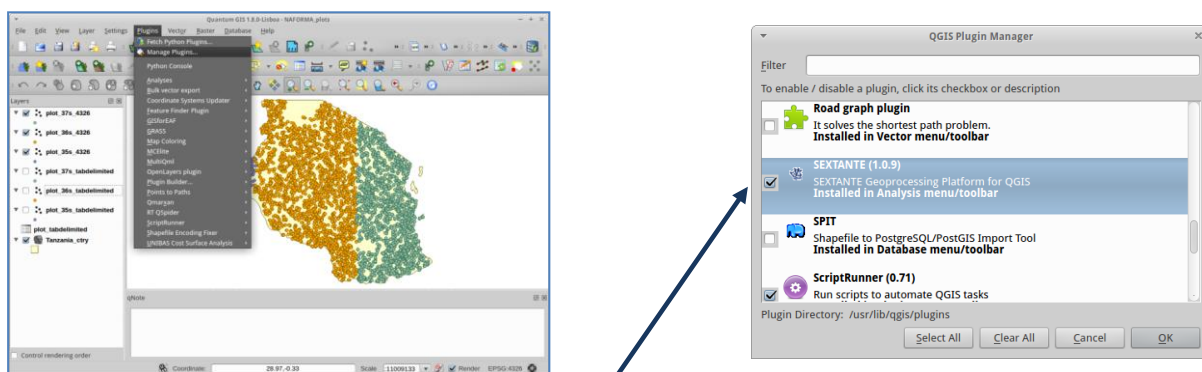 Quantum GIS 1.8.0-Lisboa - NAFORMA_plots
File Edit View Layer Settings Plugins Vector Raster Database Web Help
Fetch Python Plugins...
Manage Plugins...
Python Console
Analyses
Bulk vector export
Coordinate Systems Updater
Feature Finder Plugin
GISforEAF
GRASS
Map Coloring
MCElite
MultiQml
OpenLayers plugin
Plugin Builder...
Points to Paths
Qmarxan
RT QSpider
ScriptRunner
Shapefile Encoding Fixer
UNIBAS Cost Surface Analysis
Layers
plot_37s_4326
plot_36s_4326
plot_35s_4326
plot_37s_tabdelimited
plot_36s_tabdelimited
plot_35s_tabdelimited
plot_tabdelimited
Tanzania_ctry
qNote
Control rendering order
Coordinate: 29.97,-0.33 Scale 11009133 Render EPSG:4326
QGIS Plugin Manager
Filter
To enable / disable a plugin, click its checkbox or description
Road graph plugin
It solves the shortest path problem.
Installed in Vector menu/toolbar
SEXTANTE (1.0.9)
SEXTANTE Geoprocessing Platform for QGIS
Installed in Analysis menu/toolbar
SPIT
Shapefile to PostgreSQL/PostGIS Import Tool
Installed in Database menu/toolbar
ScriptRunner (0.71)
Run scripts to automate QGIS tasks
Plugin Directory: /usr/lib/qgis/plugins
Select All Clear All Cancel OK